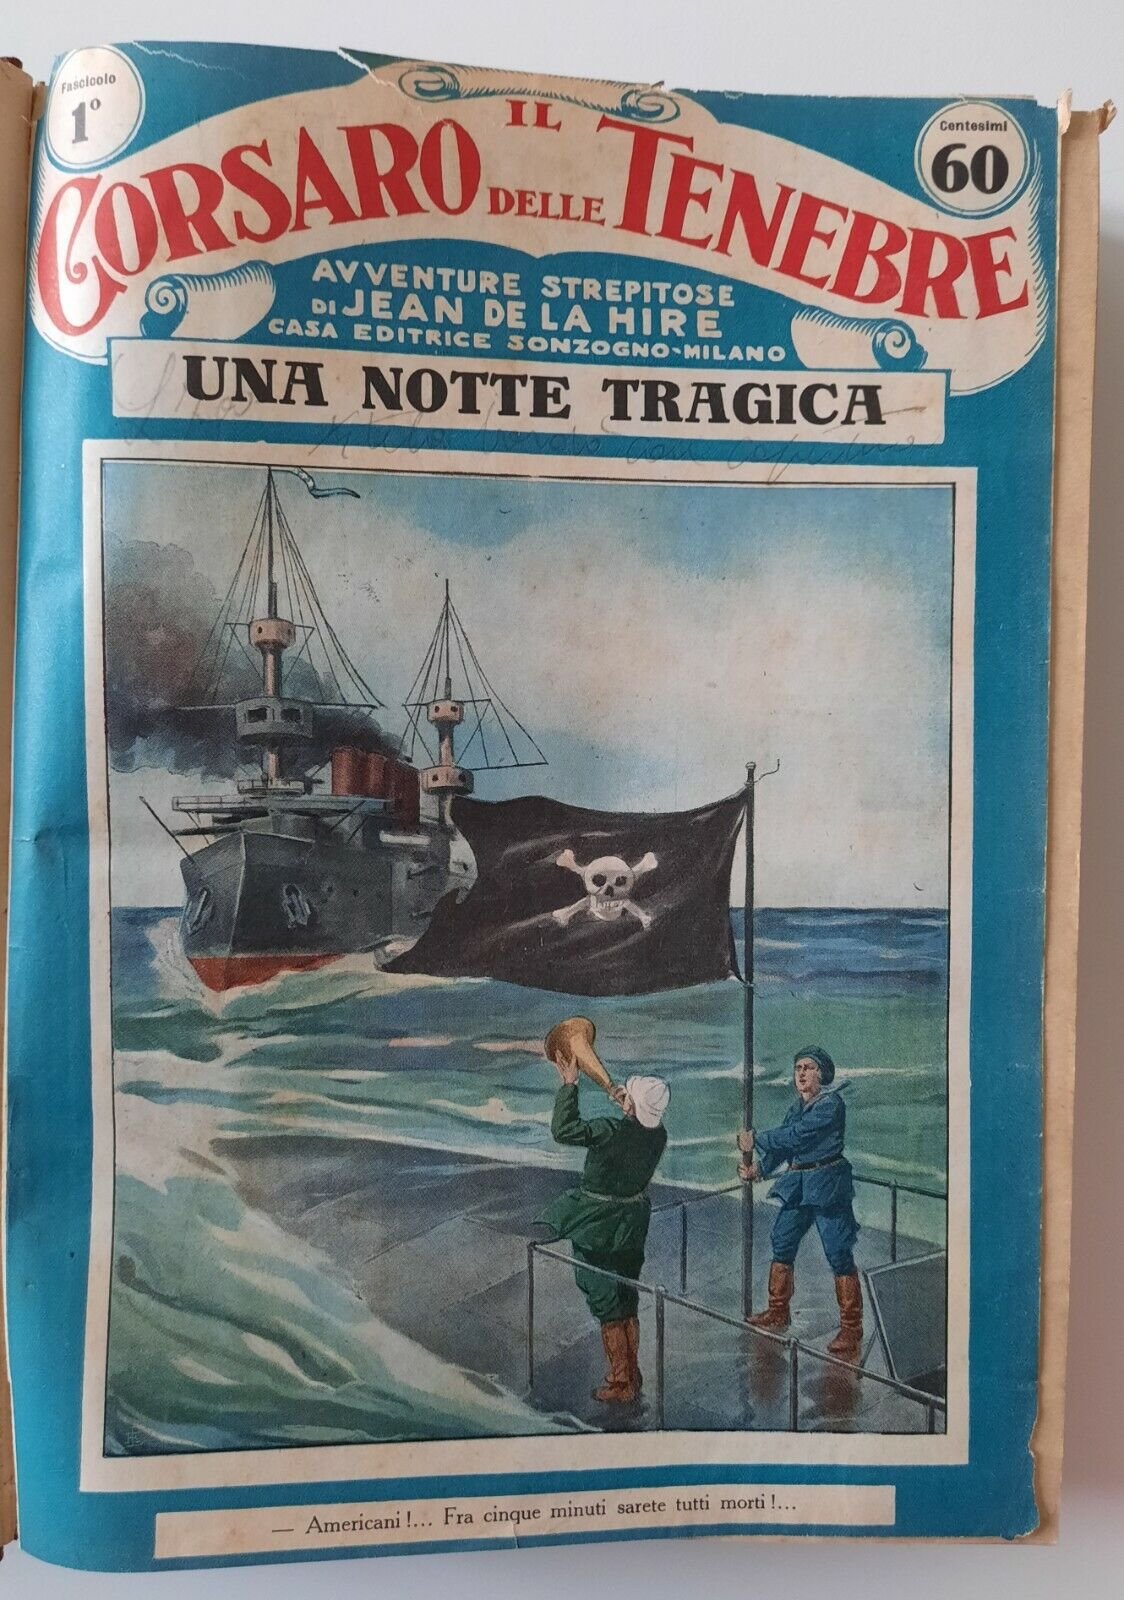 Fascicolo
1º
Centesimi
60
IL
CORSARO DELLE TENEBRE
AVVENTURE STREPITOSE
DI JEAN DE LA HIRE
CASA EDITRICE SONZOGNO-MILANO
UNA NOTTE TRAGICA
— Americani!... Fra cinque minuti sarete tutti morti!...